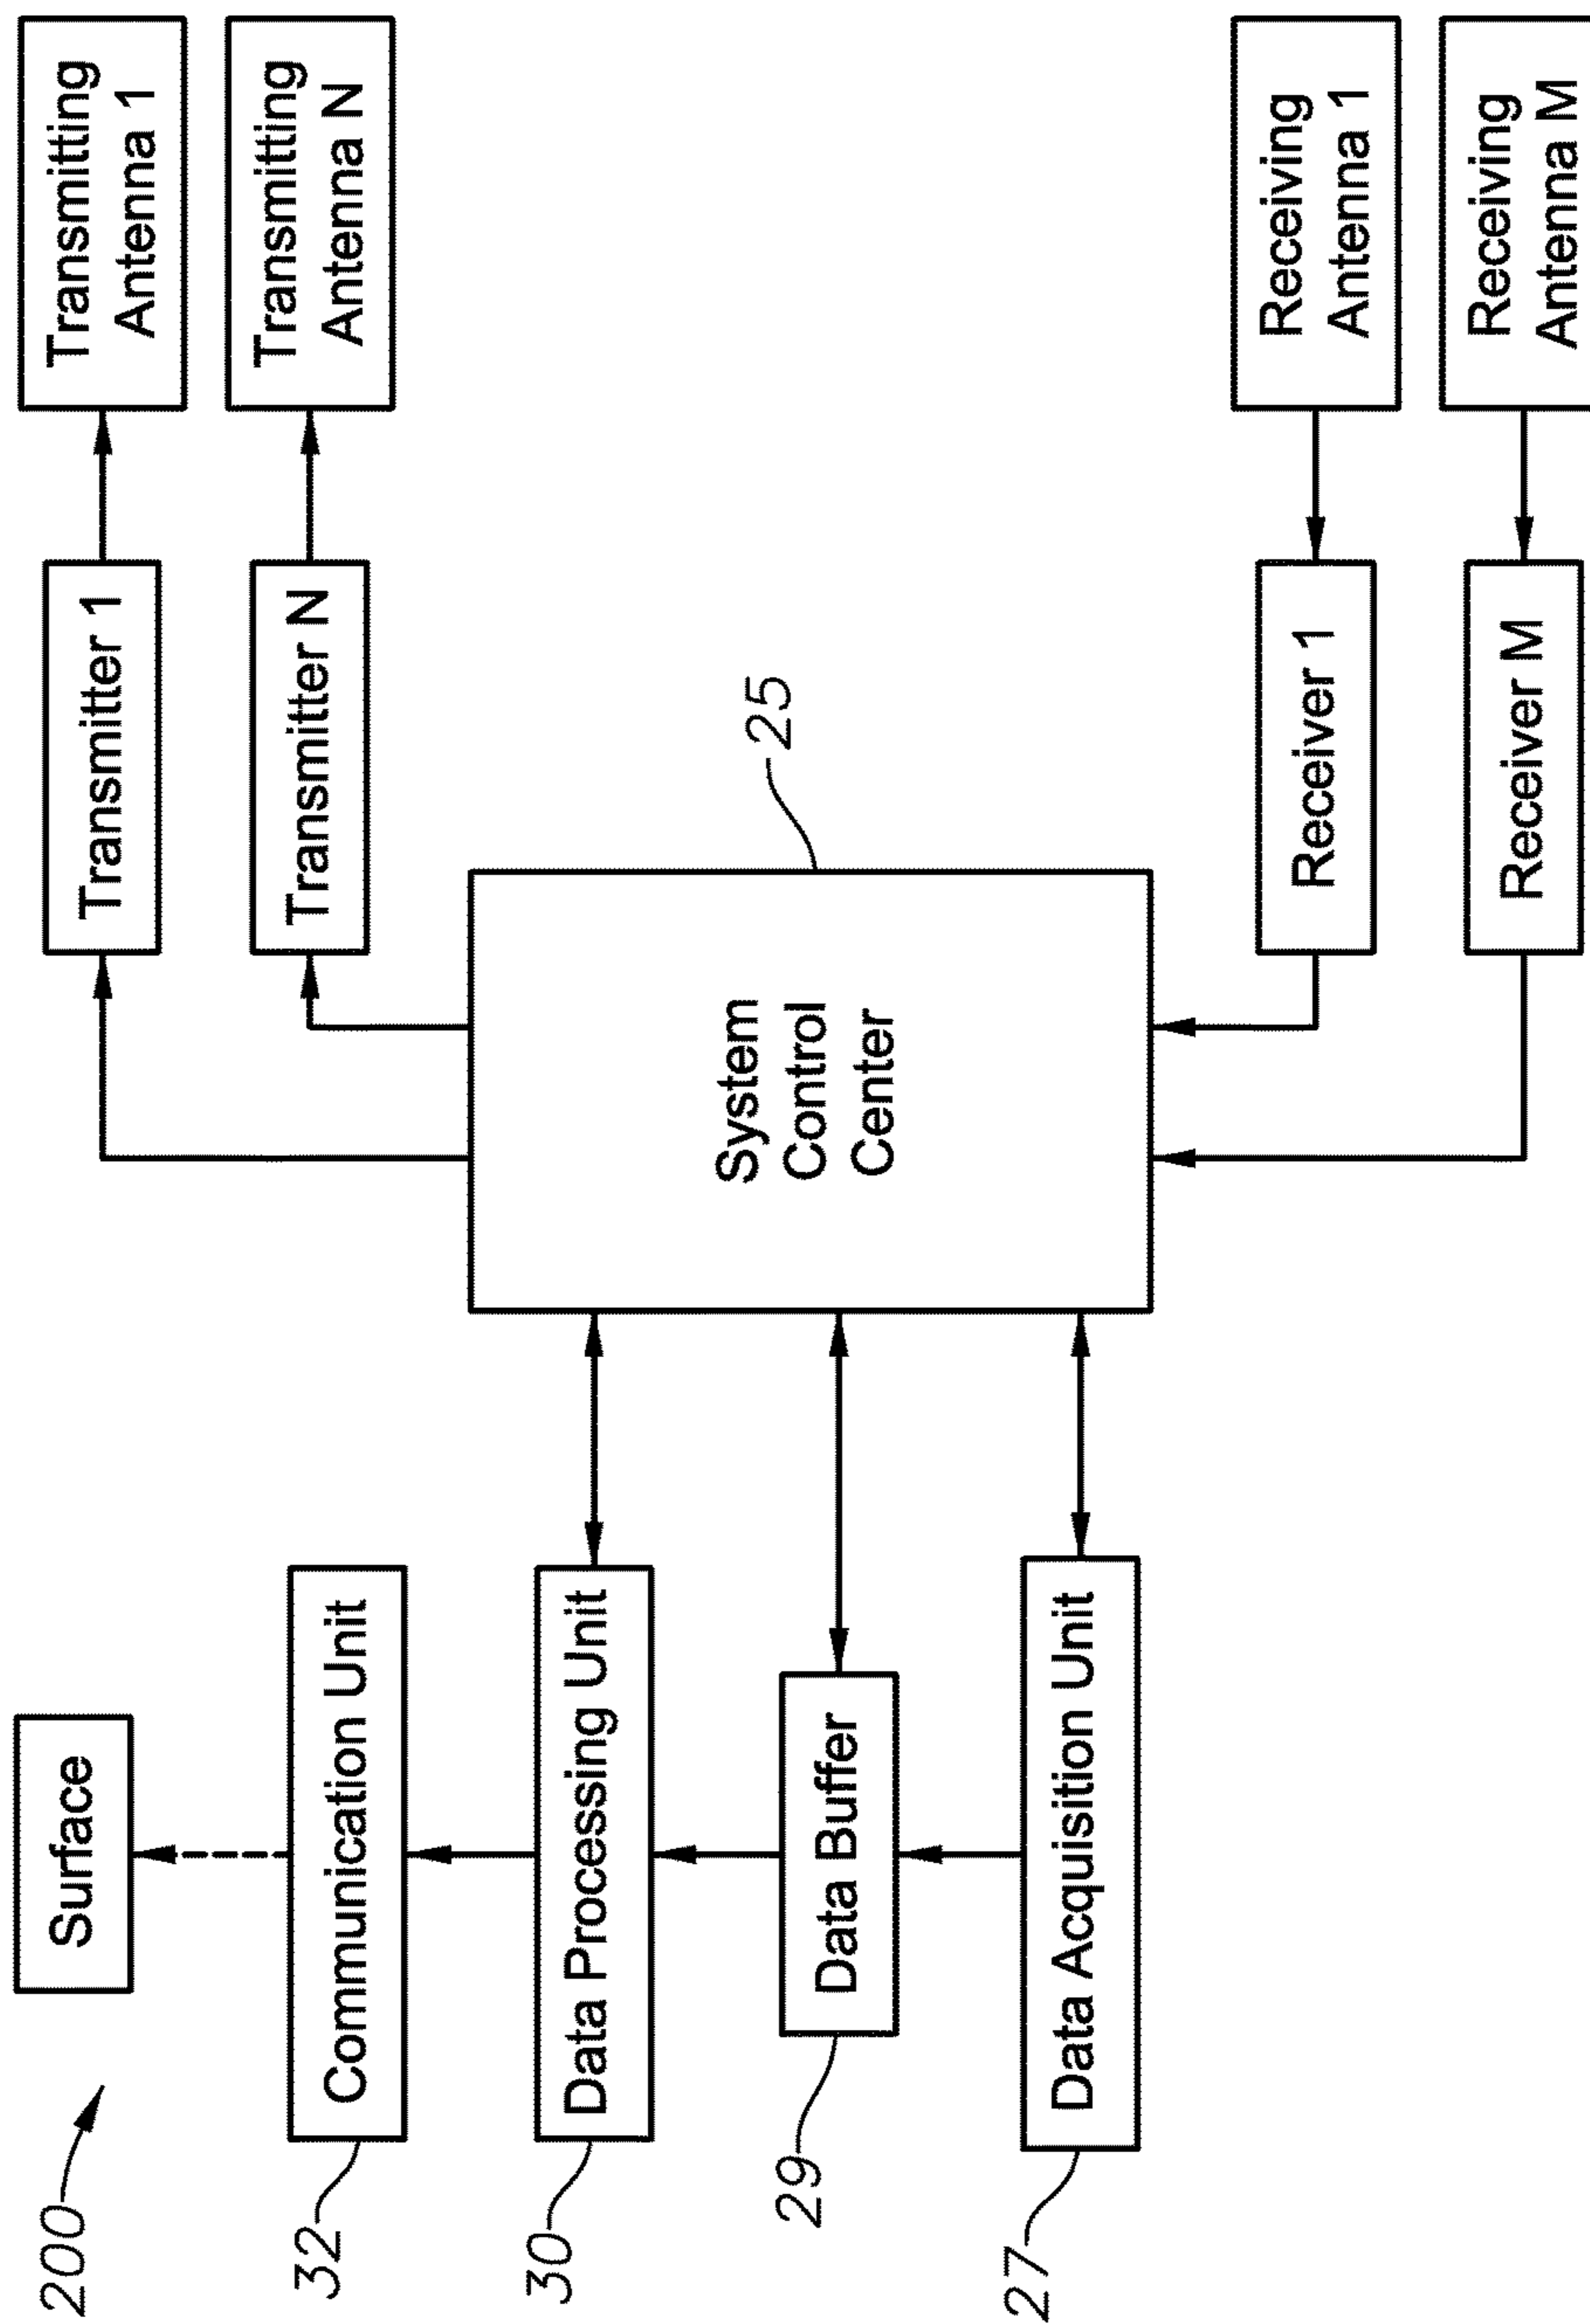 200
Surface
32
Communication Unit
30
Data Processing Unit
29
Data Buffer
27
Data Acquisition Unit
System
Control
Center
25
Transmitter 1
Transmitting
Antenna 1
Transmitter N
Transmitting
Antenna N
Receiver 1
Receiving
Antenna 1
Receiver M
Receiving
Antenna M